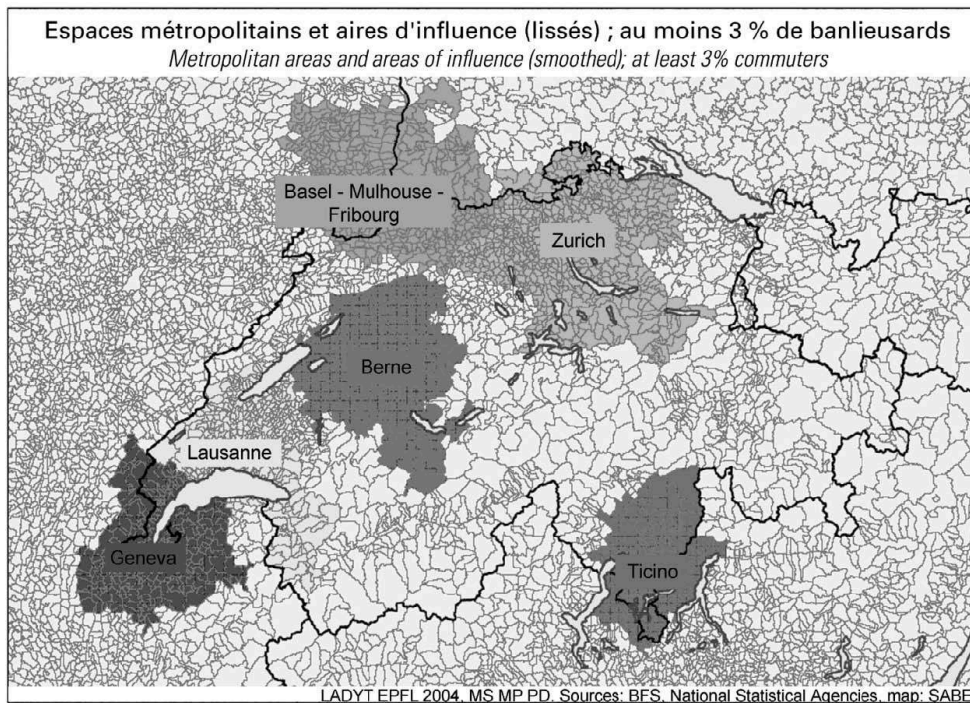 Espaces métropolitains et aires d'influence (lissés) ; au moins 3 % de banlieusards
Metropolitan areas and areas of influence (smoothed); at least 3% commuters
Basel - Mulhouse -
Fribourg
Zurich
Berne
Lausanne
Geneva
Ticino
LADYT EPFL 2004, MS MP PD. Sources: BFS, National Statistical Agencies, map: SABE